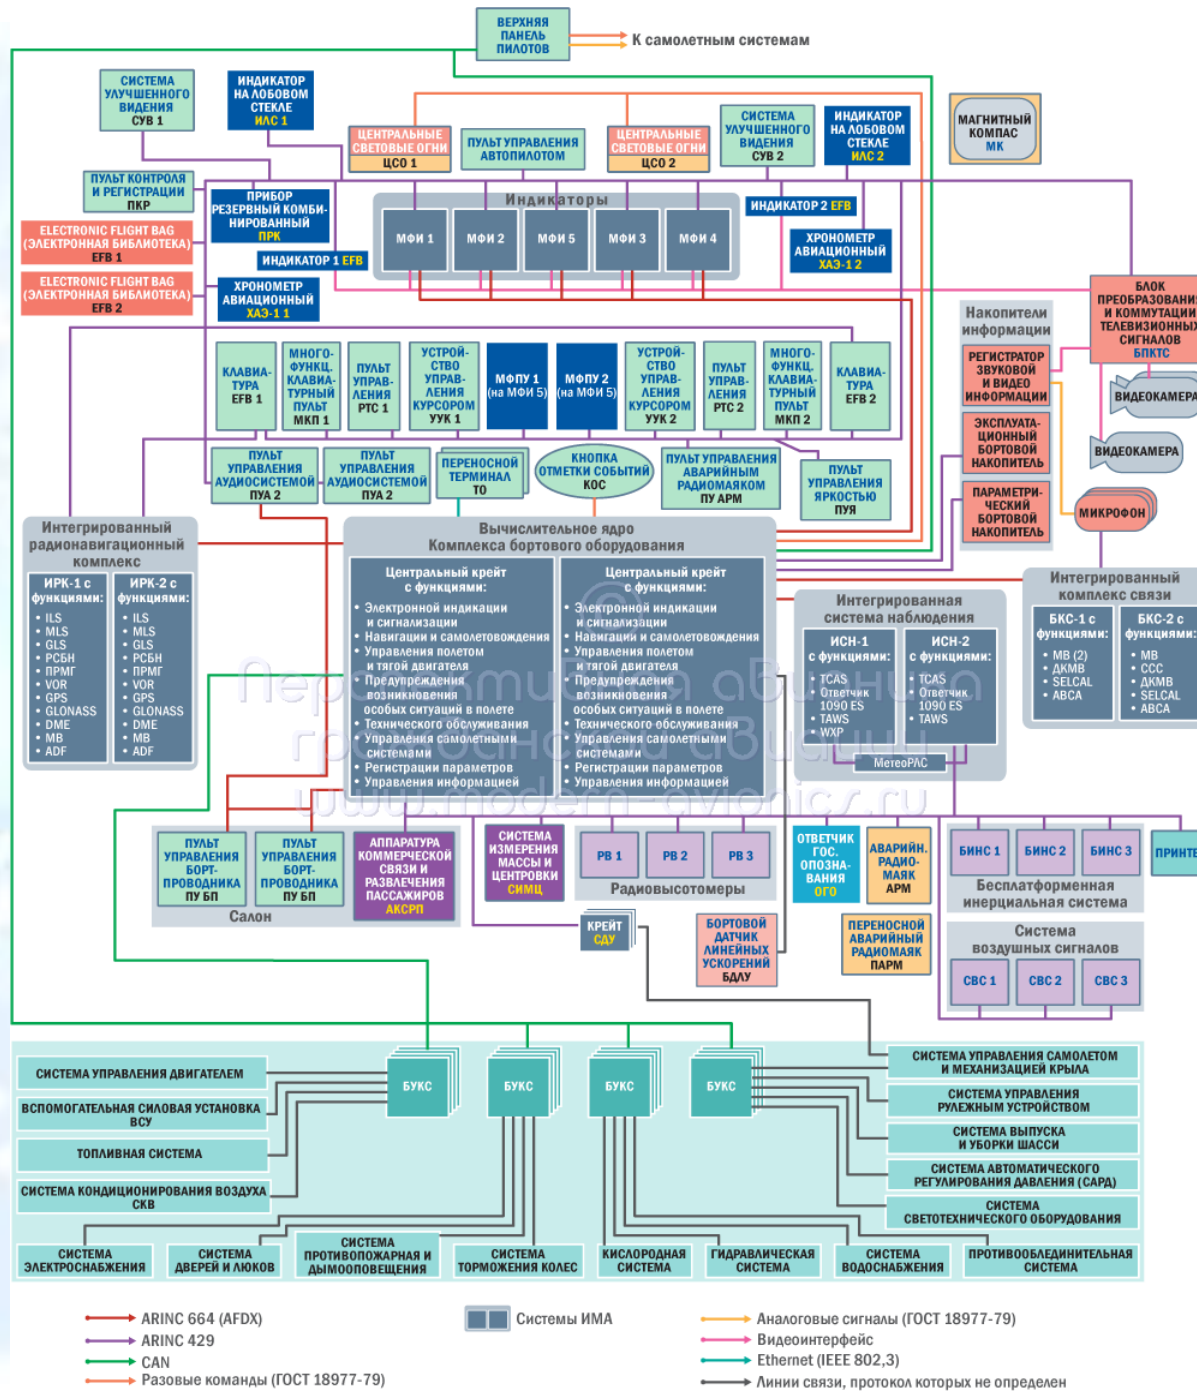 ВЕРХНЯЯ
ПАНЕЛЬ
ПИЛОТОВ
К самолетным системам
СИСТЕМА
УЛУЧШЕННОГО
ВИДЕНИЯ
СУВ 1
ИНДИКАТОР
НА ЛОБОВОМ
СТЕКЛЕ
ИЛС 1
ЦЕНТРАЛЬНЫЕ
СВЕТОВЫЕ ОГНИ
ЦСО 1
ПУЛЬТ УПРАВЛЕНИЯ
АВТОПИЛОТОМ
ЦЕНТРАЛЬНЫЕ
СВЕТОВЫЕ ОГНИ
ЦСО 2
СИСТЕМА
УЛУЧШЕННОГО
ВИДЕНИЯ
СУВ 2
ИНДИКАТОР
НА ЛОБОВОМ
СТЕКЛЕ
ИЛС 2
МАГНИТНЫЙ
КОМПАС
МК
ПУЛЬТ КОНТРОЛЯ
И РЕГИСТРАЦИИ
ПКР
ПРИБОР
РЕЗЕРВНЫЙ КОМБИ-
НИРОВАННЫЙ
ПРК
Индикаторы
МФИ 1
МФИ 2
МФИ 5
МФИ 3
МФИ 4
ИНДИКАТОР 2 EFB
ELECTRONIC FLIGHT BAG
(ЭЛЕКТРОННАЯ БИБЛИОТЕКА)
EFB 1
ИНДИКАТОР 1 EFB
ХРОНОМЕТР
АВИАЦИОННЫЙ
ХАЭ-1 2
ELECTRONIC FLIGHT BAG
(ЭЛЕКТРОННАЯ БИБЛИОТЕКА)
EFB 2
ХРОНОМЕТР
АВИАЦИОННЫЙ
ХАЭ-1 1
БЛОК
ПРЕОБРАЗОВАНИЯ
И КОММУТАЦИИ
ТЕЛЕВИЗИОННЫХ
СИГНАЛОВ
БПКТС
Накопители
информации
РЕГИСТРАТОР
ЗВУКОВОЙ
И ВИДЕО
ИНФОРМАЦИИ
ЭКСПЛУАТА-
ЦИОННЫЙ
БОРТОВОЙ
НАКОПИТЕЛЬ
ПАРАМЕТРИ-
ЧЕСКИЙ
БОРТОВОЙ
НАКОПИТЕЛЬ
ВИДЕОКАМЕРА
ВИДЕОКАМЕРА
МИКРОФОН
КЛАВИА-
ТУРА
EFB 1
МНОГО-
ФУНКЦ.
КЛАВИА-
ТУРНЫЙ
ПУЛЬТ
МКП 1
ПУЛЬТ
УПРАВ-
ЛЕНИЯ
РТС 1
УСТРОЙ-
СТВО
УПРАВ-
ЛЕНИЯ
КУРСОРОМ
УУК 1
МФПУ 1
(на МФИ 5)
МФПУ 2
(на МФИ 5)
УСТРОЙ-
СТВО
УПРАВ-
ЛЕНИЯ
КУРСОРОМ
УУК 2
ПУЛЬТ
УПРАВ-
ЛЕНИЯ
РТС 2
МНОГО-
ФУНКЦ.
КЛАВИА-
ТУРНЫЙ
ПУЛЬТ
МКП 2
КЛАВИА-
ТУРА
EFB 2
ПУЛЬТ
УПРАВЛЕНИЯ
АУДИОСИСТЕМОЙ
ПУА 2
ПУЛЬТ
УПРАВЛЕНИЯ
АУДИОСИСТЕМОЙ
ПУА 2
ПЕРЕНОСНОЙ
ТЕРМИНАЛ
ТО
КНОПКА
ОТМЕТКИ СОБЫТИЙ
КОС
ПУЛЬТ УПРАВЛЕНИЯ
АВАРИЙНЫМ
РАДИОМАЯКОМ
ПУ АРМ
ПУЛЬТ
УПРАВЛЕНИЯ
ЯРКОСТЬЮ
ПУЯ
Интегрированный
радионавигационный
комплекс
ИРК-1 с
функциями:
• ILS
• MLS
• GLS
• РСБН
• ПРМГ
• VOR
• GPS
• GLONASS
• DME
• МВ
• ADF
ИРК-2 с
функциями:
• ILS
• MLS
• GLS
• РСБН
• ПРМГ
• VOR
• GPS
• GLONASS
• DME
• МВ
• ADF
Вычислительное ядро
Комплекса бортового оборудования
Центральный крейт
с функциями:
• Электронной индикации
и сигнализации
• Навигации и самолетовождения
• Управления полетом
и тягой двигателя
• Предупреждения
возникновения
особых ситуаций в полете
• Технического обслуживания
• Управления самолетными
системами
• Регистрации параметров
• Управления информацией
Центральный крейт
с функциями:
• Электронной индикации
и сигнализации
• Навигации и самолетовождения
• Управления полетом
и тягой двигателя
• Предупреждения
возникновения
особых ситуаций в полете
• Технического обслуживания
• Управления самолетными
системами
• Регистрации параметров
• Управления информацией
Интегрированная
система наблюдения
ИСН-1
с функциями:
• TCAS
• Ответчик
1090 ES
• TAWS
• WXP
ИСН-2
с функциями:
• TCAS
• Ответчик
1090 ES
• TAWS
МетеоРЛС
Интегрированный
комплекс связи
БКС-1 с
функциями:
• МВ (2)
• ДКМВ
• SELCAL
• АВСА
БКС-2 с
функциями:
• МВ
• ССС
• ДКМВ
• SELCAL
• АВСА
©
Перспективная авионика
гражданской авиации
www.modern-avionics.ru
ПУЛЬТ
УПРАВЛЕНИЯ
БОРТ-
ПРОВОДНИКА
ПУ БП
ПУЛЬТ
УПРАВЛЕНИЯ
БОРТ-
ПРОВОДНИКА
ПУ БП
АППАРАТУРА
КОММЕРЧЕСКОЙ
СВЯЗИ И
РАЗВЛЕЧЕНИЯ
ПАССАЖИРОВ
АКСРП
Салон
СИСТЕМА
ИЗМЕРЕНИЯ
МАССЫ И
ЦЕНТРОВКИ
СИМЦ
РВ 1
РВ 2
РВ 3
Радиовысотомеры
ОТВЕТЧИК
ГОС.
ОПОЗНА-
ВАНИЯ
ОГО
АВАРИЙН.
РАДИО-
МАЯК
АРМ
БИНС 1
БИНС 2
БИНС 3
Бесплатформенная
инерциальная система
ПРИНТЕ
КРЕЙТ
СДУ
БОРТОВОЙ
ДАТЧИК
ЛИНЕЙНЫХ
УСКОРЕНИЙ
БДЛУ
ПЕРЕНОСНОЙ
АВАРИЙНЫЙ
РАДИОМАЯК
ПАРМ
Система
воздушных сигналов
СВС 1
СВС 2
СВС 3
СИСТЕМА УПРАВЛЕНИЯ ДВИГАТЕЛЕМ
ВСПОМОГАТЕЛЬНАЯ СИЛОВАЯ УСТАНОВКА
ВСУ
ТОПЛИВНАЯ СИСТЕМА
СИСТЕМА КОНДИЦИОНИРОВАНИЯ ВОЗДУХА
СКВ
БУКС
БУКС
БУКС
БУКС
СИСТЕМА УПРАВЛЕНИЯ САМОЛЕТОМ
И МЕХАНИЗАЦИЕЙ КРЫЛА
СИСТЕМА УПРАВЛЕНИЯ
РУЛЕЖНЫМ УСТРОЙСТВОМ
СИСТЕМА ВЫПУСКА
И УБОРКИ ШАССИ
СИСТЕМА АВТОМАТИЧЕСКОГО
РЕГУЛИРОВАНИЯ ДАВЛЕНИЯ (САРД)
СИСТЕМА
СВЕТОТЕХНИЧЕСКОГО ОБОРУДОВАНИЯ
СИСТЕМА
ЭЛЕКТРОСНАБЖЕНИЯ
СИСТЕМА
ДВЕРЕЙ И ЛЮКОВ
СИСТЕМА
ПРОТИВОПОЖАРНАЯ И
ДЫМООПОВЕЩЕНИЯ
СИСТЕМА
ТОРМОЖЕНИЯ КОЛЕС
КИСЛОРОДНАЯ
СИСТЕМА
ГИДРАВЛИЧЕСКАЯ
СИСТЕМА
СИСТЕМА
ВОДОСНАБЖЕНИЯ
ПРОТИВООБЛЕДИНИТЕЛЬНАЯ
СИСТЕМА
ARINC 664 (AFDX)
ARINC 429
CAN
Разовые команды (ГОСТ 18977-79)
Системы ИМА
Аналоговые сигналы (ГОСТ 18977-79)
Видеоинтерфейс
Ethernet (IEEE 802,3)
Линии связи, протокол которых не определен